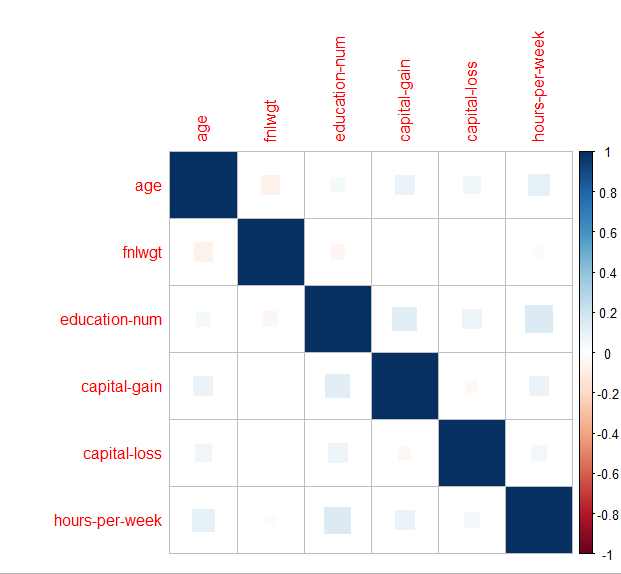 age
fnlwgt
education-num
capital-gain
capital-loss
hours-per-week
age
fnlwgt
education-num
capital-gain
capital-loss
hours-per-week
1
0.8
0.6
0.4
0.2
0
-0.2
-0.4
-0.6
-0.8
-1